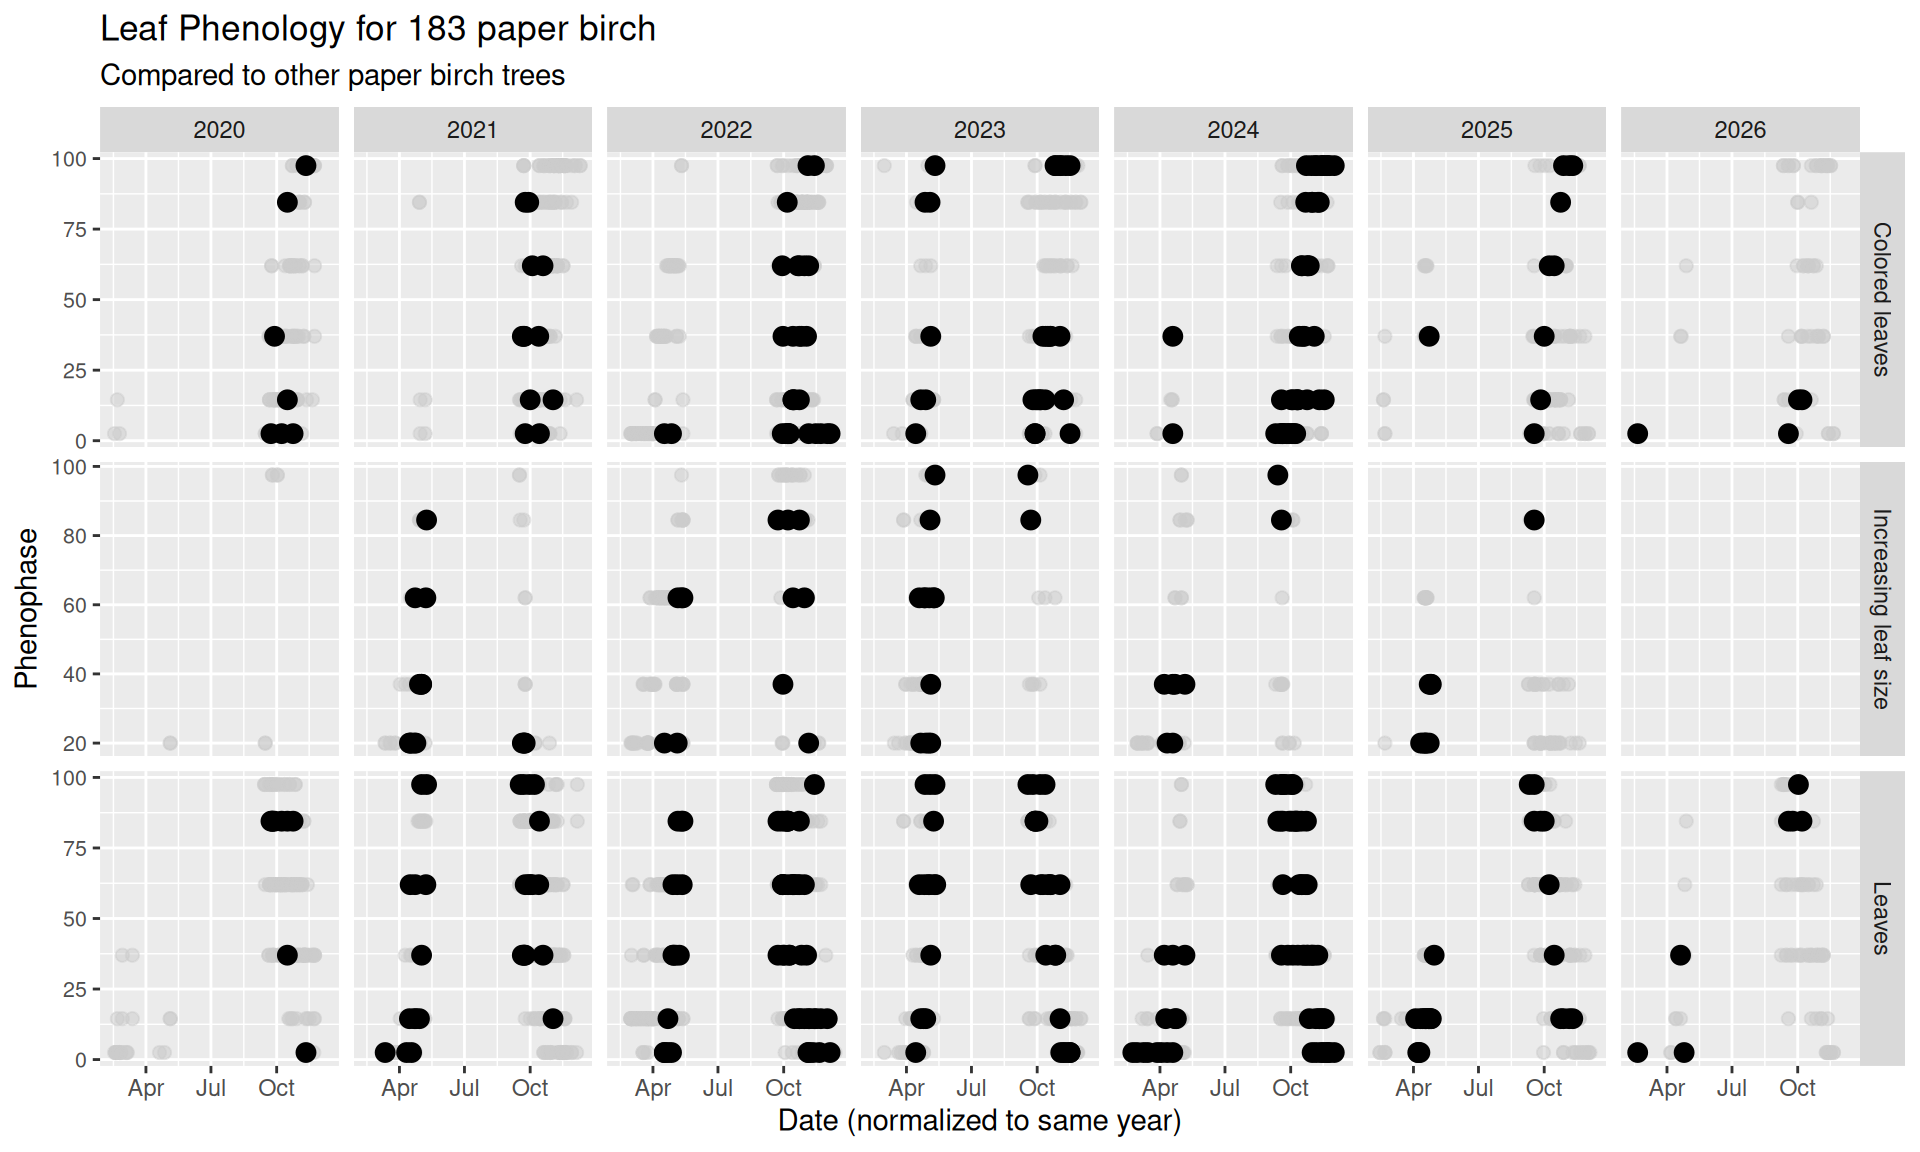 Leaf Phenology for 183 paper birch
Compared to other paper birch trees
2020 2021 2022 2023 2024 2025 2026
Phenophase
100
75
50
25
0
Colored leaves
100
80
60
40
20
Increasing leaf size
100
75
50
25
0
Leaves
Apr Jul Oct Apr Jul Oct Apr Jul Oct Apr Jul Oct Apr Jul Oct Apr Jul Oct Apr Jul Oct
Date (normalized to same year)